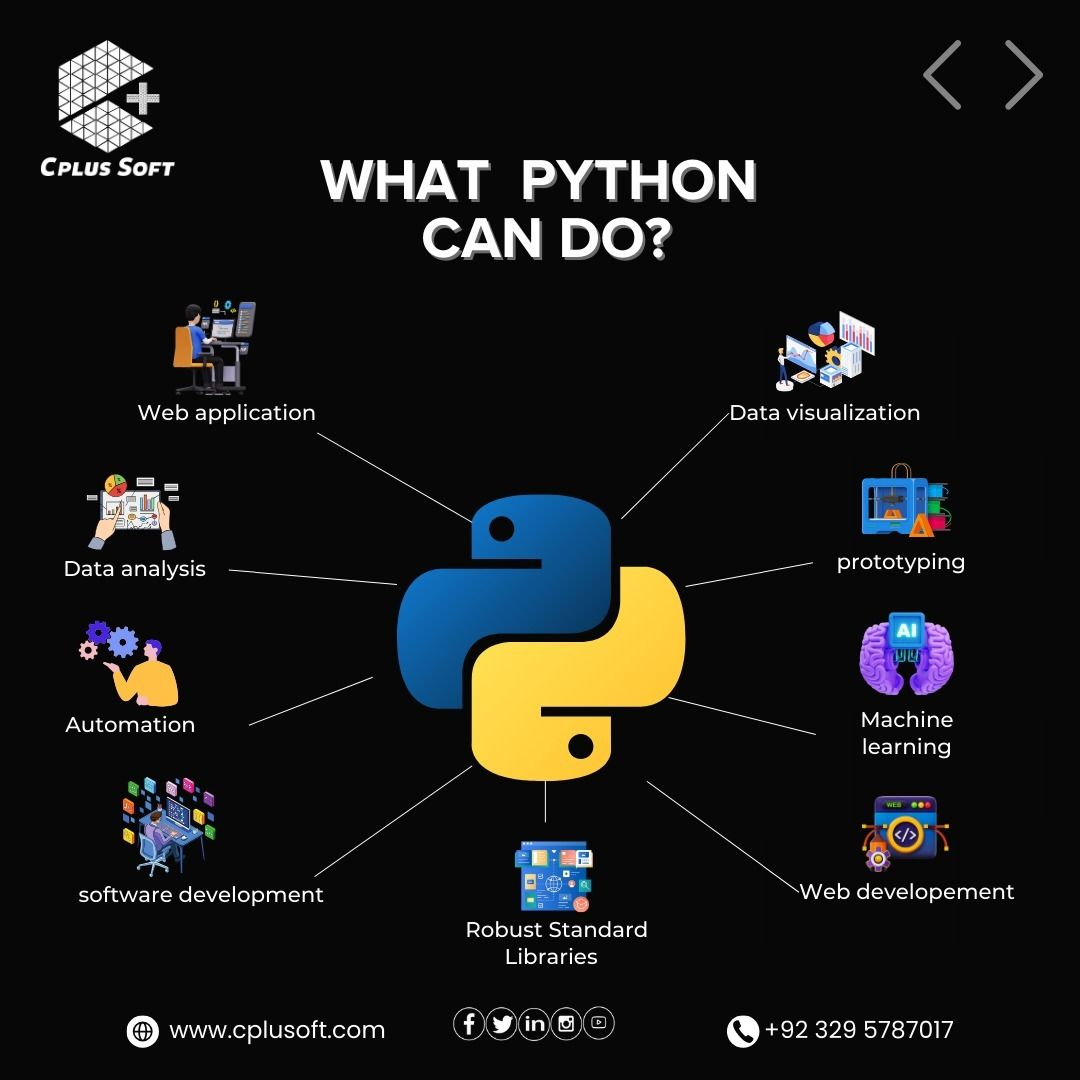 CPLUS SOFT
WHAT PYTHON
CAN DO?
Web application
Data visualization
Data analysis
prototyping
AI
Automation
Machine
learning
WEB
software development
Web developement
Robust Standard
Libraries
www.cplusoft.com
+92 329 5787017